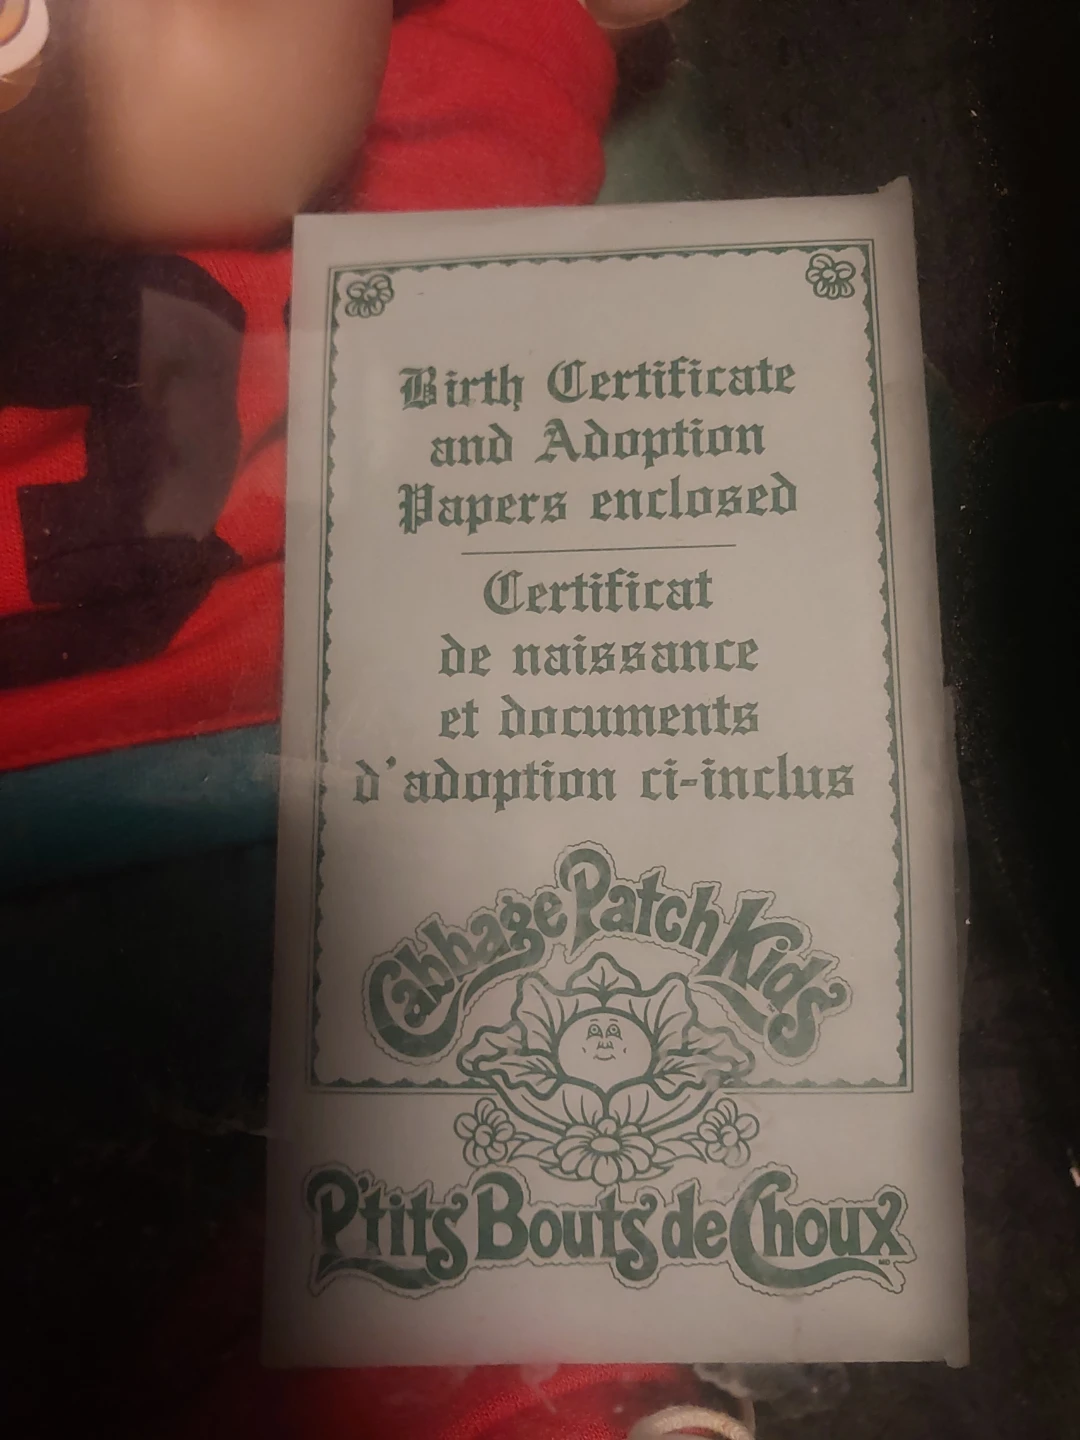 Birth Certificate
and Adoption
Papers enclosed
Certificat
de naissance
et documents
d'adoption ci-inclus
Cabbage Patch Kids
P'tits Bouts de Choux
MD